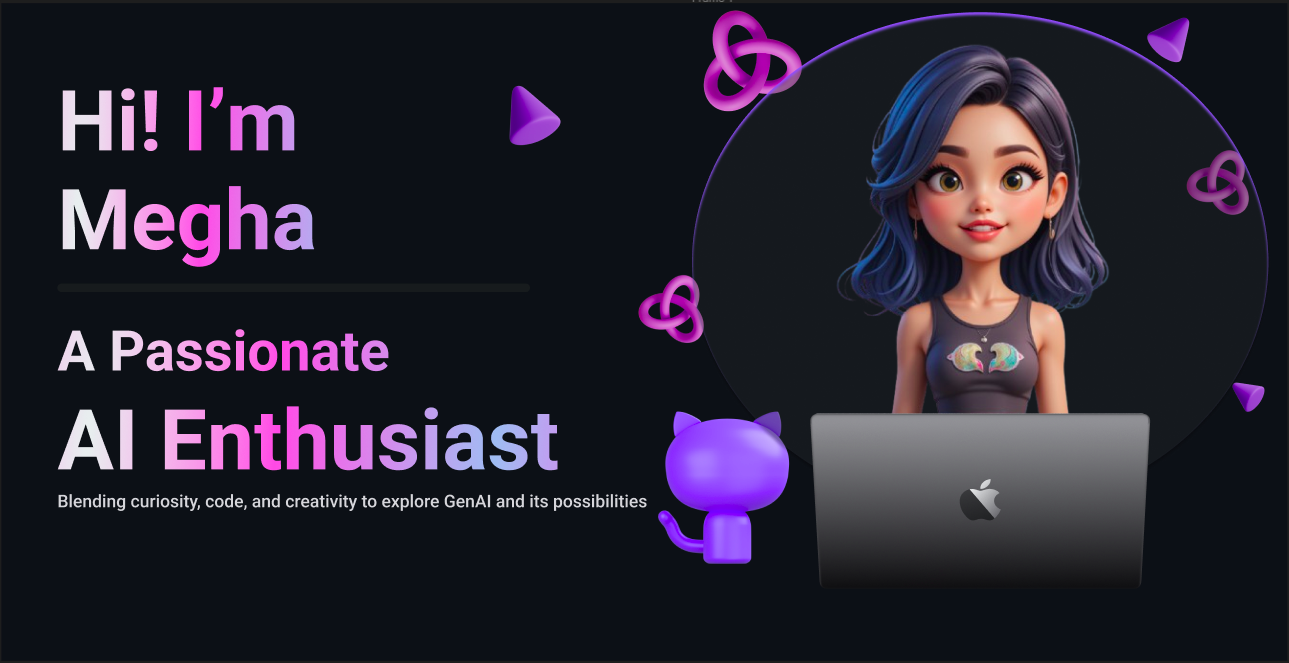 Hi! I’m
Megha
A Passionate
AI Enthusiast
Blending curiosity, code, and creativity to explore GenAI and its possibilities